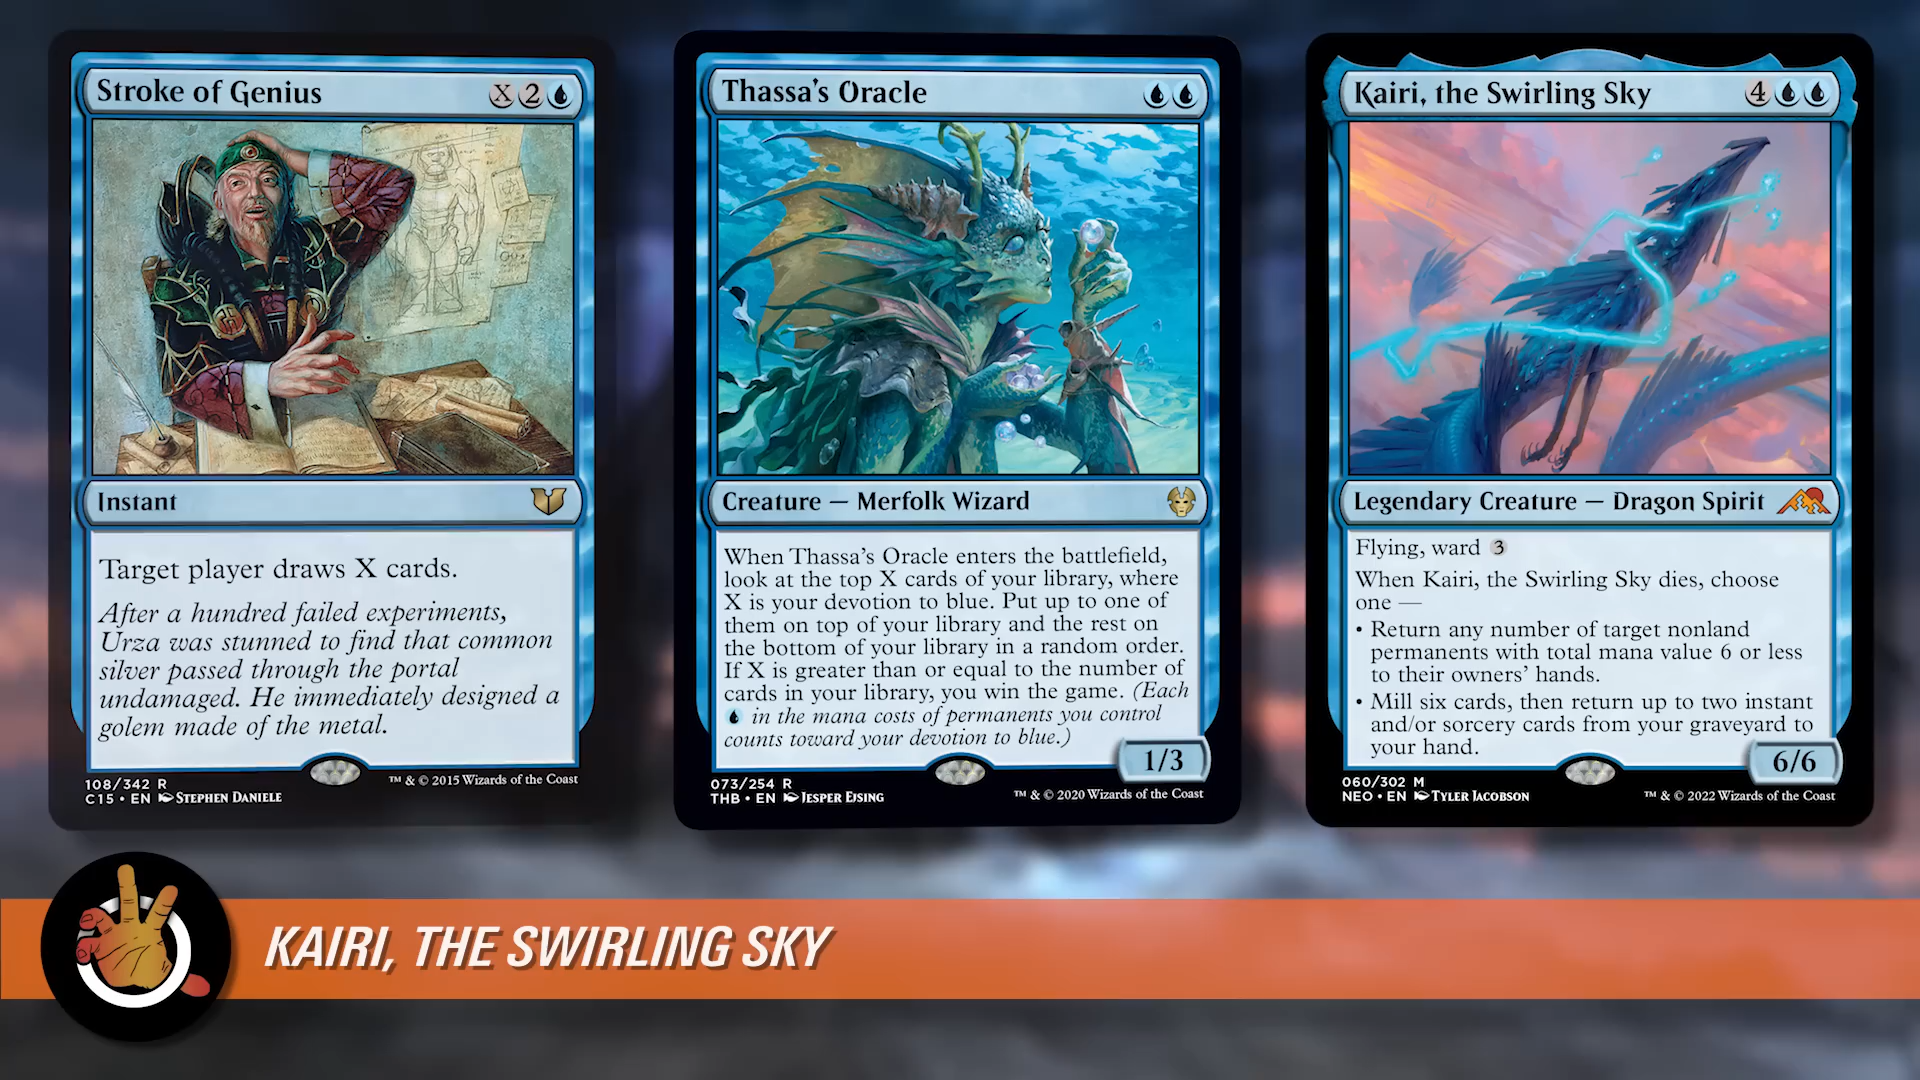 Stroke of Genius X 2
Instant
Target player draws X cards.
After a hundred failed experiments,
Urza was stunned to find that common
silver passed through the portal
undamaged. He immediately designed a
golem made of the metal.
108/342 R
C15 • EN STEPHEN DANIELE
™ & © 2015 Wizards of the Coast
Thassa's Oracle
Creature — Merfolk Wizard
When Thassa's Oracle enters the battlefield,
look at the top X cards of your library, where
X is your devotion to blue. Put up to one of
them on top of your library and the rest on
the bottom of your library in a random order.
If X is greater than or equal to the number of
cards in your library, you win the game. (Each
in the mana costs of permanents you control
counts toward your devotion to blue.)
1/3
073/254 R
THB • EN JESPER EJSING
™ & © 2020 Wizards of the Coast
Kairi, the Swirling Sky 4
Legendary Creature — Dragon Spirit
Flying, ward 3
When Kairi, the Swirling Sky dies, choose
one —
• Return any number of target nonland
permanents with total mana value 6 or less
to their owners' hands.
• Mill six cards, then return up to two instant
and/or sorcery cards from your graveyard to
your hand.
6/6
060/302 M
NEO • EN TYLER JACOBSON
™ & © 2022 Wizards of the Coast
KAIRI, THE SWIRLING SKY